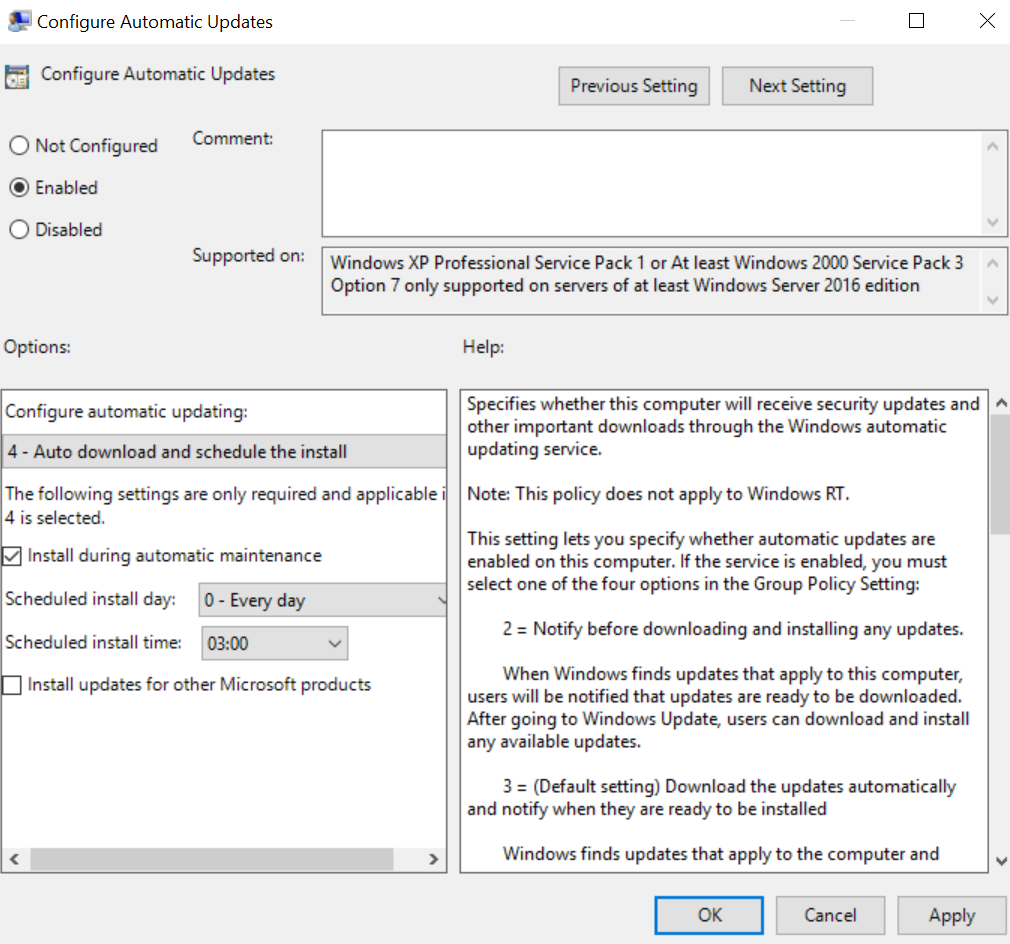 Configure Automatic Updates
Configure Automatic Updates
Previous Setting
Next Setting
Not Configured
Enabled
Disabled
Comment:
Supported on:
Windows XP Professional Service Pack 1 or At least Windows 2000 Service Pack 3
Option 7 only supported on servers of at least Windows Server 2016 edition
Options:
Help:
Configure automatic updating:
4 - Auto download and schedule the install
The following settings are only required and applicable i
4 is selected.
Install during automatic maintenance
Scheduled install day:
0 - Every day
Scheduled install time:
03:00
Install updates for other Microsoft products
Specifies whether this computer will receive security updates and
other important downloads through the Windows automatic
updating service.
Note: This policy does not apply to Windows RT.
This setting lets you specify whether automatic updates are
enabled on this computer. If the service is enabled, you must
select one of the four options in the Group Policy Setting:
2 = Notify before downloading and installing any updates.
When Windows finds updates that apply to this computer,
users will be notified that updates are ready to be downloaded.
After going to Windows Update, users can download and install
any available updates.
3 = (Default setting) Download the updates automatically
and notify when they are ready to be installed
Windows finds updates that apply to the computer and
OK
Cancel
Apply